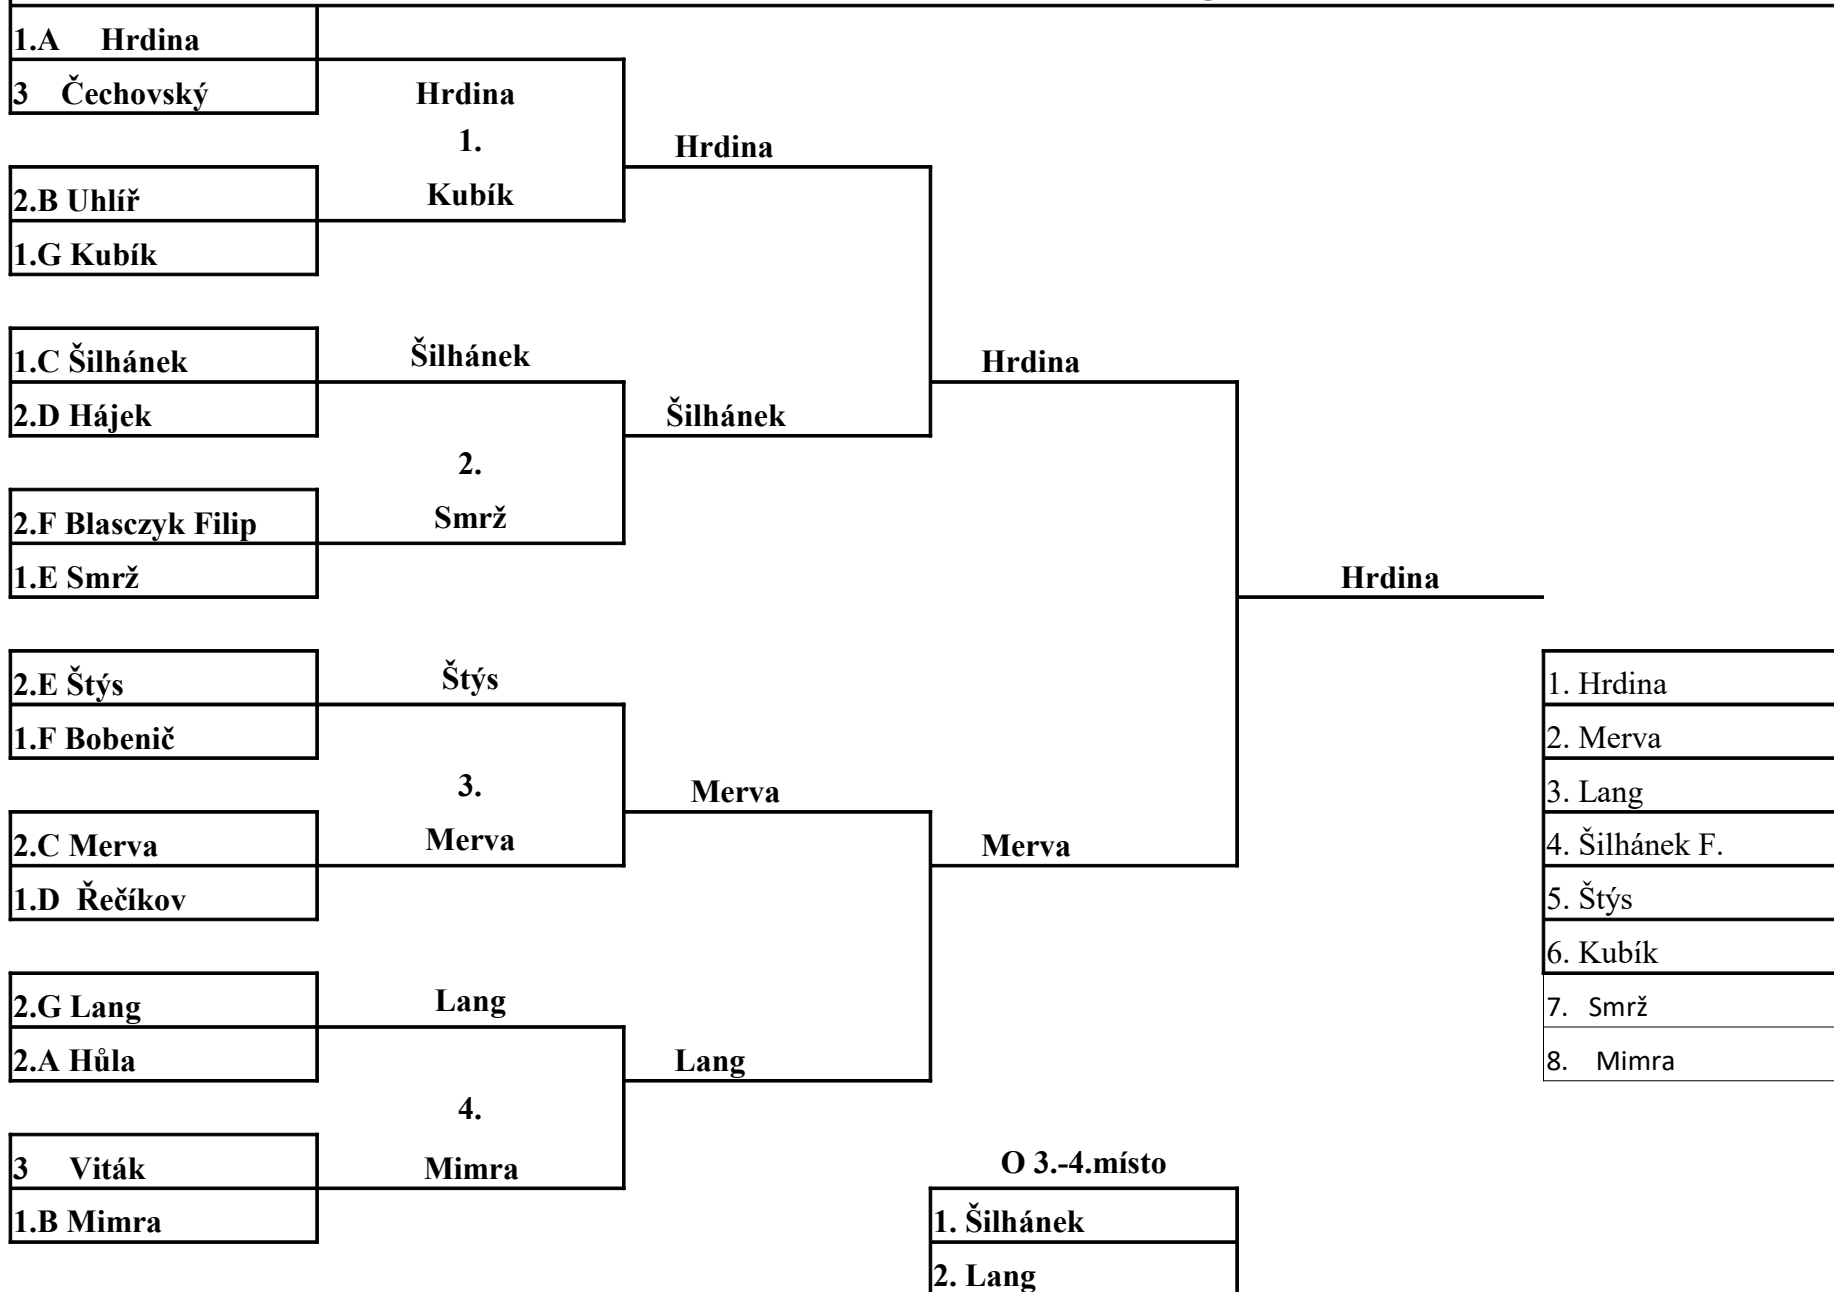 1.A Hrdina
3 Čechovský
Hrdina
1.
Hrdina
2.B Uhlíř
Kubík
1.G Kubík
1.C Šilhánek
Šilhánek
Hrdina
2.D Hájek
Šilhánek
2.
2.F Blasczyk Filip
Smrž
1.E Smrž
Hrdina
2.E Štýs
Štýs
1. Hrdina
1.F Bobenič
2. Merva
3.
Merva
3. Lang
2.C Merva
Merva
Merva
4. Šilhánek F.
1.D Řečíkov
5. Štýs
6. Kubík
2.G Lang
Lang
7. Smrž
2.A Hůla
Lang
8. Mimra
4.
3 Viták
Mimra
O 3.-4.místo
1.B Mimra
1. Šilhánek
2. Lang